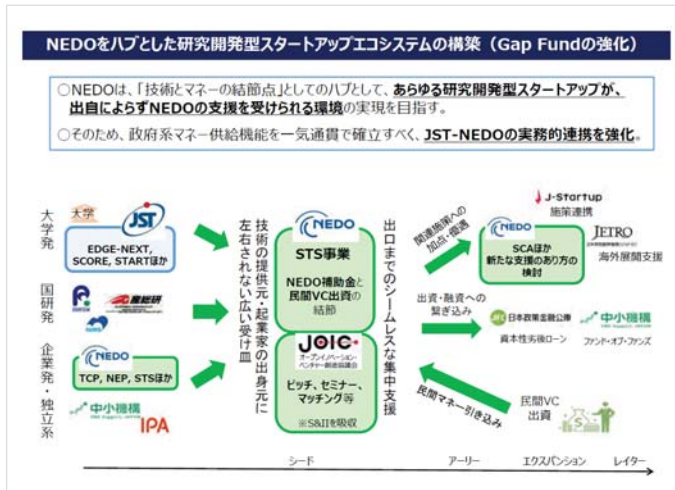 NEDOをハブとした研究開発型スタートアップエコシステムの構築（Gap Fundの強化）
○NEDOは、「技術とマネーの結節点」としてのハブとして、あらゆる研究開発型スタートアップが、
出自によらずNEDOの支援を受けられる環境の実現を目指す。
○そのため、政府系マネー供給機能を一気通貫で確立すべく、JST-NEDOの実務的連携を強化。
大学発
大学
JST
EDGE-NEXT,
SCORE, STARTほか
国研発
産総研
企業発・独立系
NEDO
TCP, NEP, STSほか
中小機構
IPA
技術の提供元・起業家の出身元に
左右されない広い受け皿
NEDO
STS事業
NEDO補助金と
民間VC出資の
結節
JOIC
オープンイノベーション・
ベンチャー創造協議会
ピッチ、セミナー、
マッチング等
※S&IIを吸収
出口までのシームレスな集中支援
関連施策への
加点・優遇
J-Startup
施策連携
NEDO
SCAほか
新たな支援のあり方の
検討
JETRO
海外展開支援
出資・融資への
繋ぎ込み
JFC 日本政策金融公庫
資本性劣後ローン
中小機構
ファンド・オブ・ファンズ
民間マネー引き込み
民間VC
出資
シード
アーリー
エクスパンション
レイター